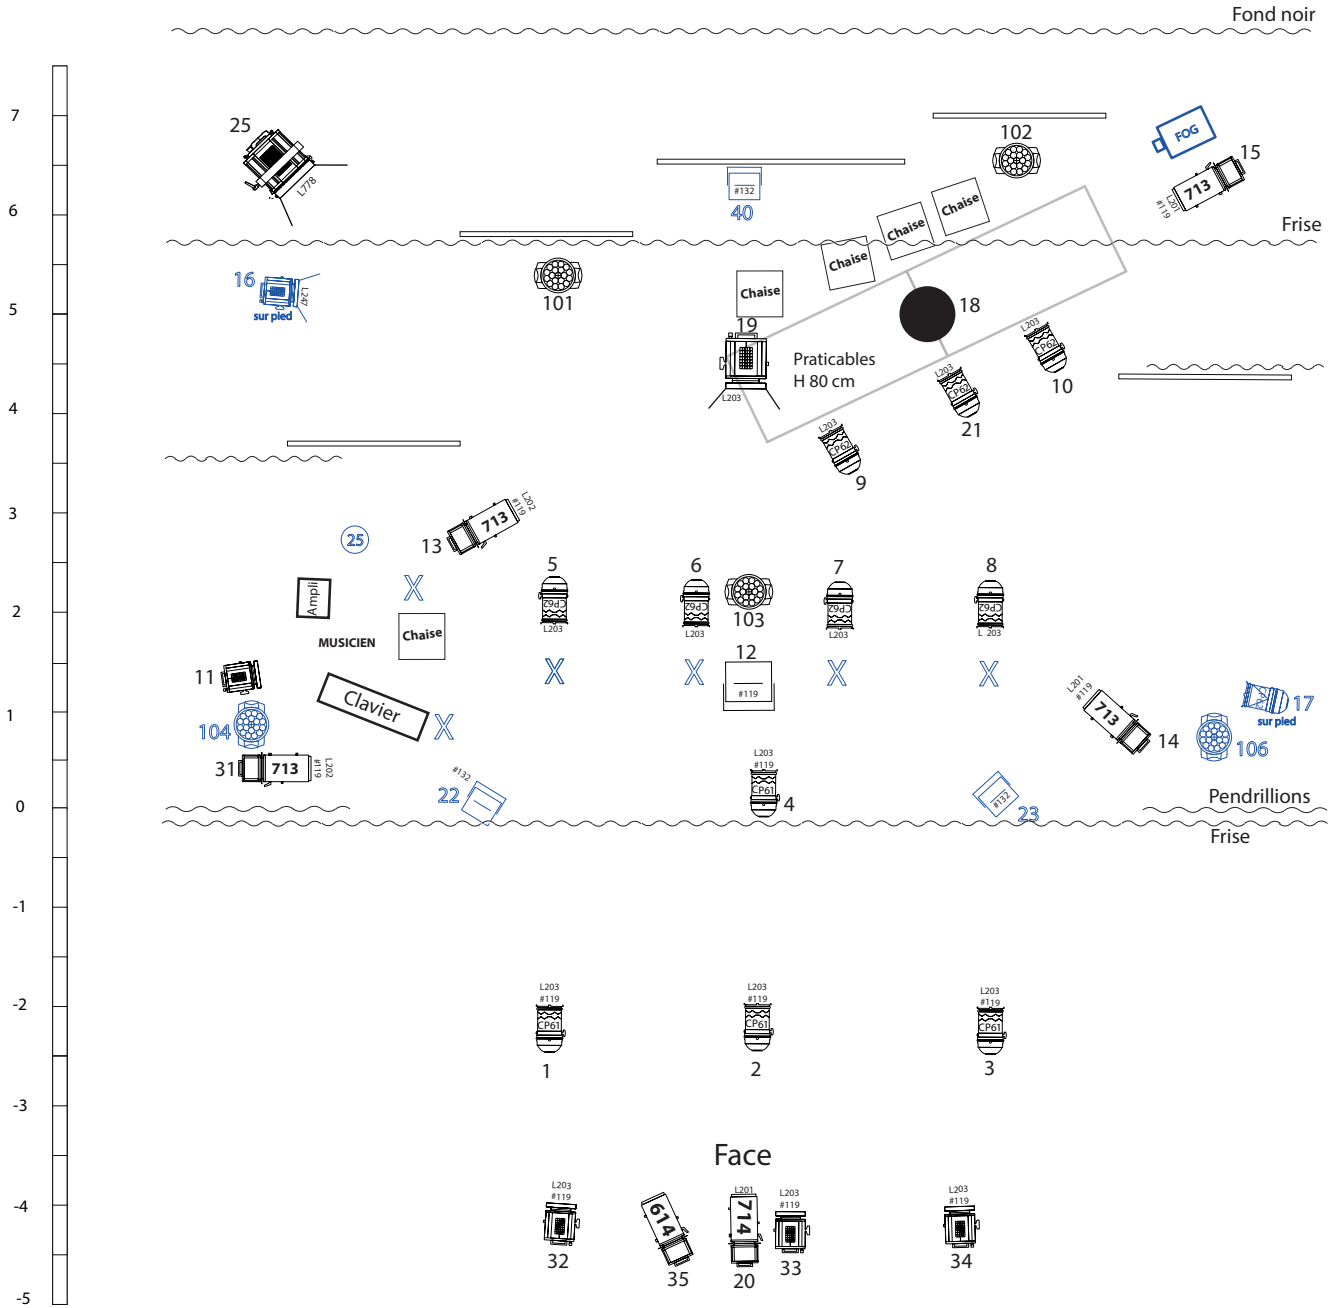 Fond noir
7
25
L778
102
FOG
15
713
L201
#119
#132
40
6
Chaise
Chaise
Chaise
Frise
16
L247
sur pied
101
Chaise
5
18
19
Praticables
H 80 cm
L203
L203
CP62
10
L203
CP62
21
4
L203
CP62
9
3
L202
#119
713
13
25
5
CP62
L203
6
CP62
L203
103
7
CP62
L203
8
CP62
L 203
2
Ampli
X
MUSICIEN
Chaise
12
#119
X
X
X
X
11
Clavier
X
104
1
L201
#119
713
14
17
sur pied
106
31
713
L202
#119
#132
22
L203
#119
CP61
4
#132
23
0
Pendrillions
Frise
-1
-2
L203
#119
CP61
1
L203
#119
CP61
2
L203
#119
CP61
3
-3
Face
-4
L203
#119
32
614
35
L201
714
20
L203
#119
33
L203
#119
34
-5